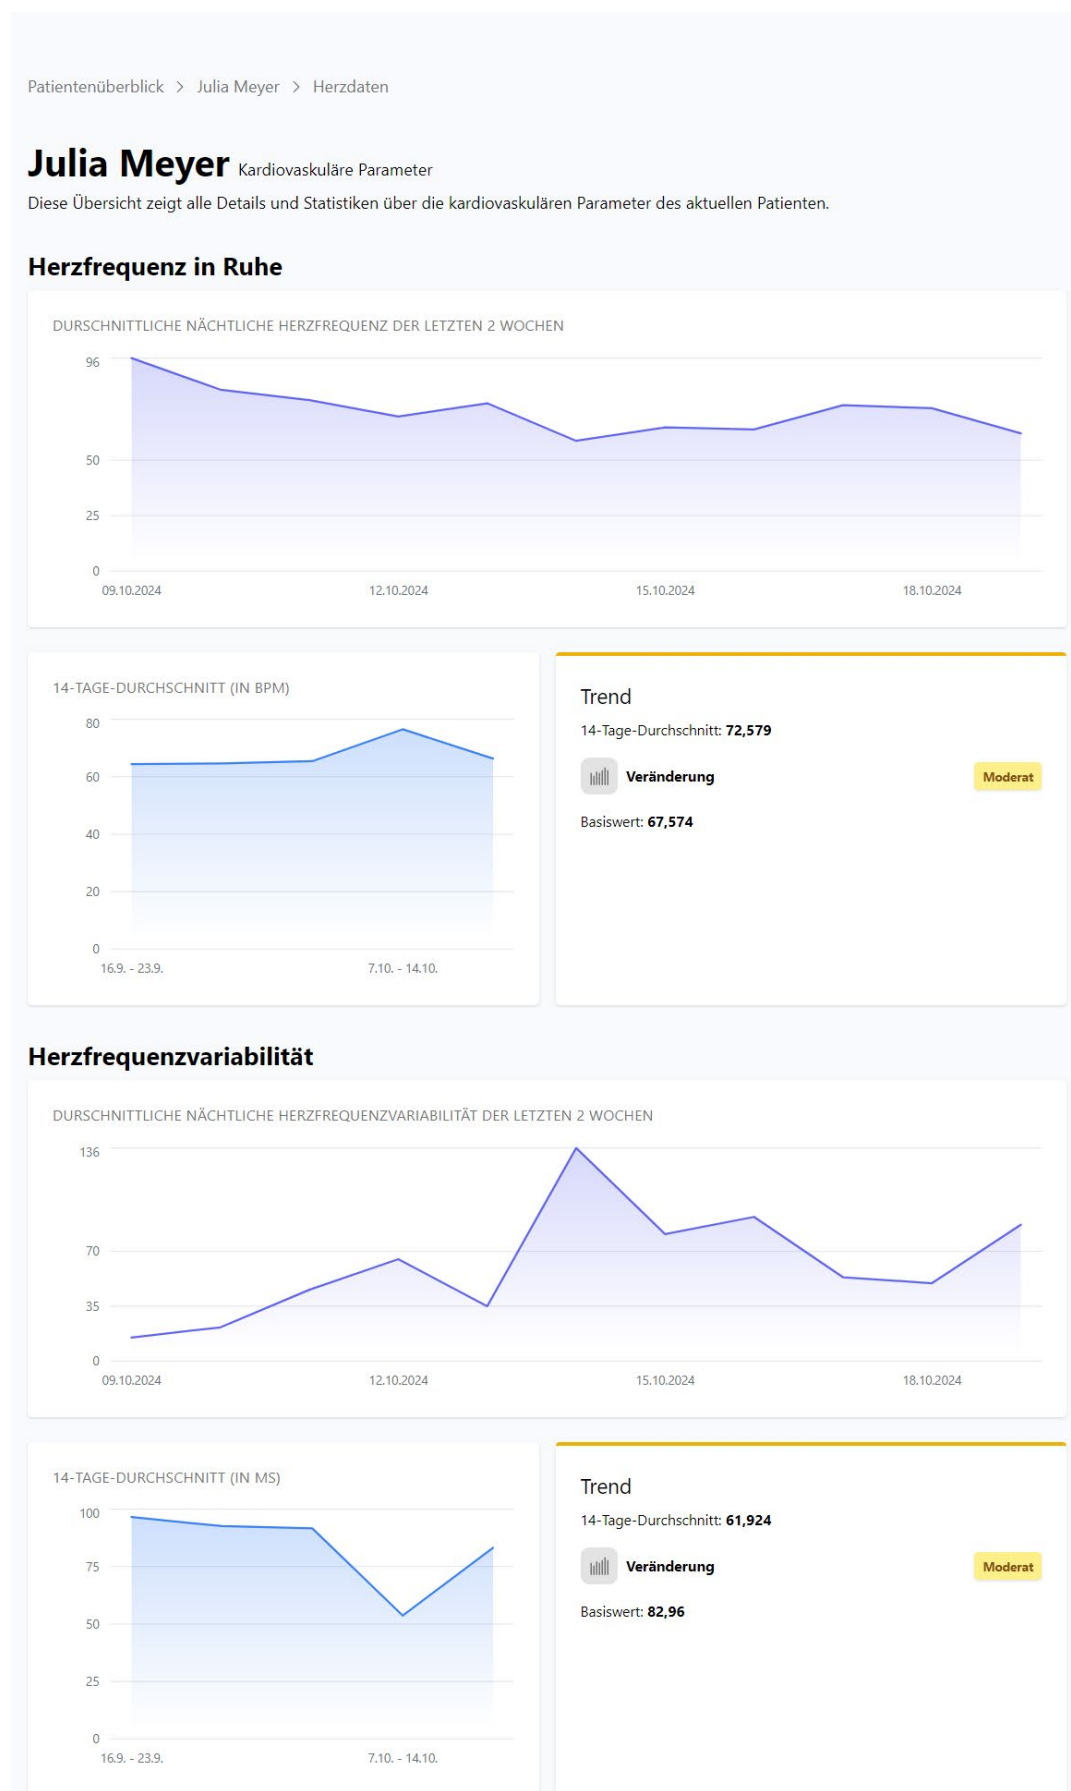 Patientenüberblick > Julia Meyer > Herzdaten
Julia Meyer Kardiovaskuläre Parameter
Diese Übersicht zeigt alle Details und Statistiken über die kardiovaskulären Parameter des aktuellen Patienten.
Herzfrequenz in Ruhe
DURSCHNITTLICHE NÄCHTLICHE HERZFREQUENZ DER LETZTEN 2 WOCHEN
96
50
25
0
09.10.2024 12.10.2024 15.10.2024 18.10.2024
14-TAGE-DURCHSCHNITT (IN BPM)
80
60
40
20
0
16.9. - 23.9. 7.10. - 14.10.
Trend
14-Tage-Durchschnitt: 72,579
Veränderung Moderat
Basiswert: 67,574
Herzfrequenzvariabilität
DURSCHNITTLICHE NÄCHTLICHE HERZFREQUENZVARIABILITÄT DER LETZTEN 2 WOCHEN
136
70
35
0
09.10.2024 12.10.2024 15.10.2024 18.10.2024
14-TAGE-DURCHSCHNITT (IN MS)
100
75
50
25
0
16.9. - 23.9. 7.10. - 14.10.
Trend
14-Tage-Durchschnitt: 61,924
Veränderung Moderat
Basiswert: 82,96